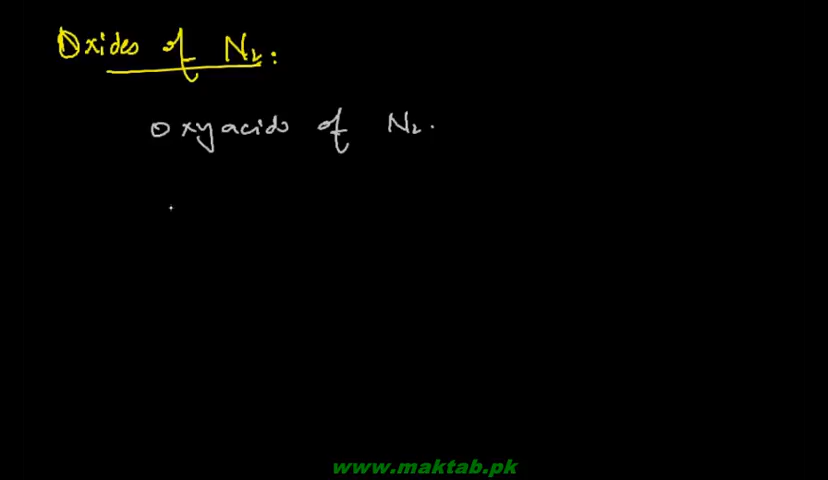 Oxides of N₂:
Oxyacids of N₂.
www.maktab.pk